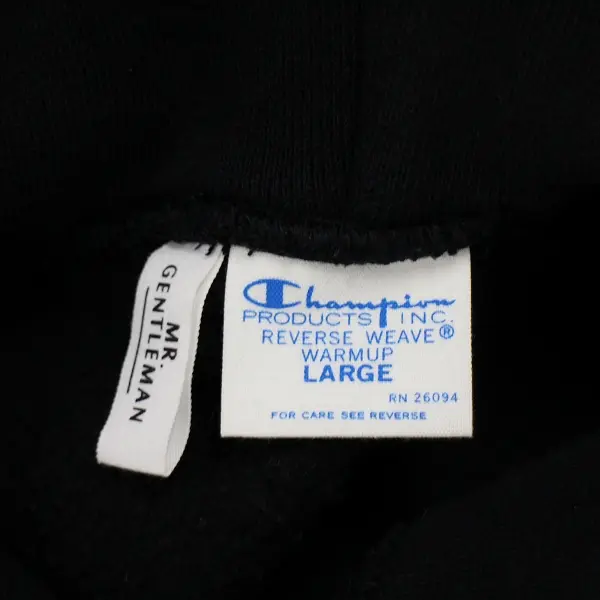 MR.
GENTLEMAN
Champion
PRODUCTS INC.
REVERSE WEAVE®
WARMUP
LARGE
RN 26094
FOR CARE SEE REVERSE